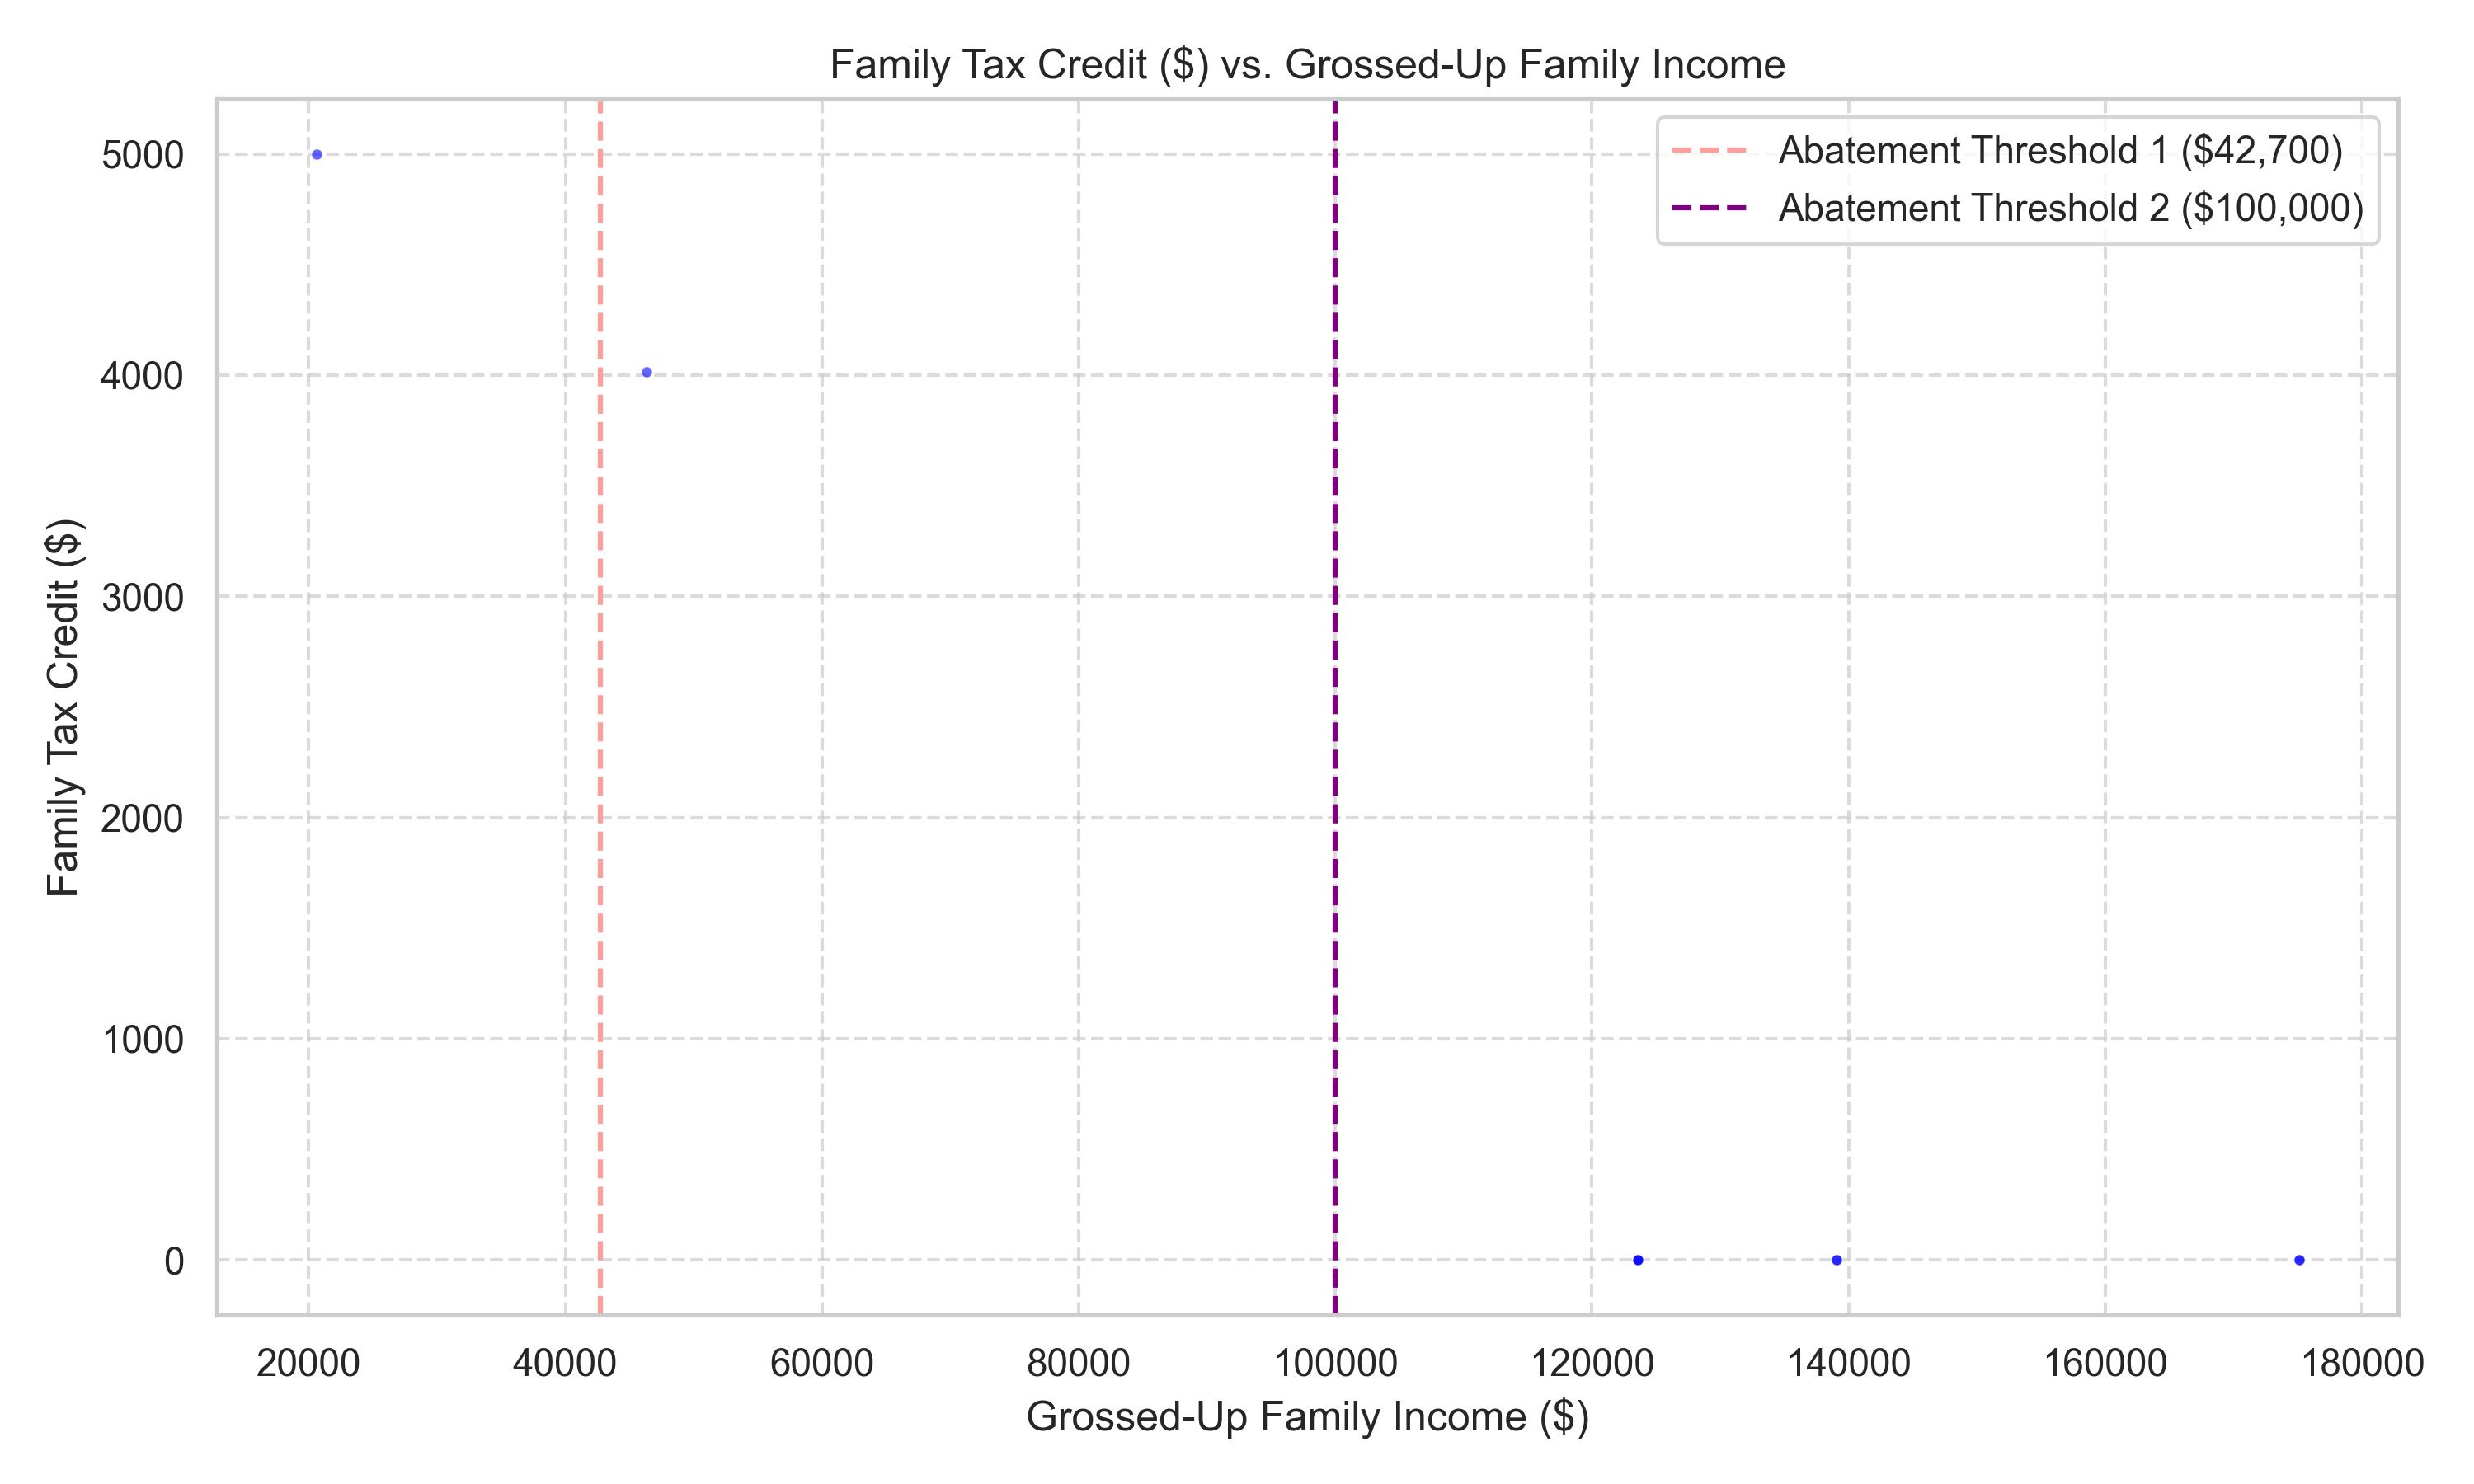 Family Tax Credit ($) vs. Grossed-Up Family Income
Abatement Threshold 1 ($42,700)
Abatement Threshold 2 ($100,000)
Family Tax Credit ($)
5000
4000
3000
2000
1000
0
20000 40000 60000 80000 100000 120000 140000 160000 180000
Grossed-Up Family Income ($)